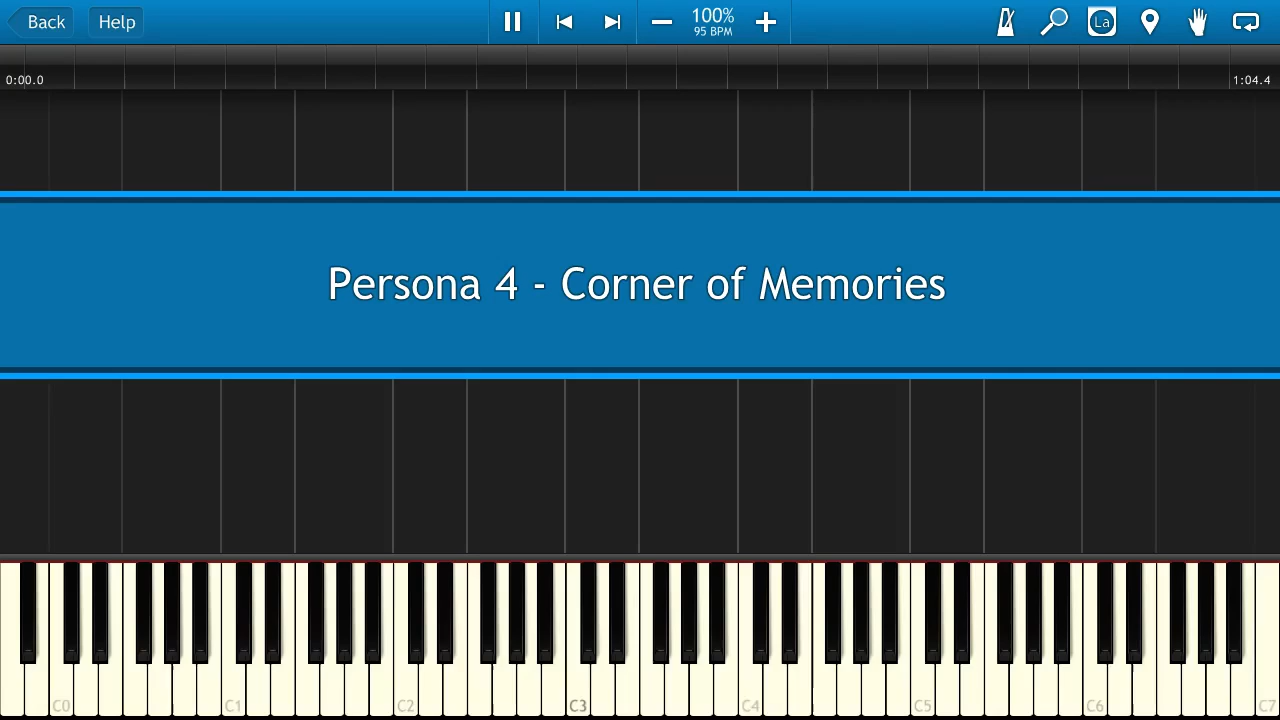 Back
Help
100%
95 BPM
La
0:00.0
1:04.4
Persona 4 - Corner of Memories
C0
C1
C2
C3
C4
C5
C6
C7